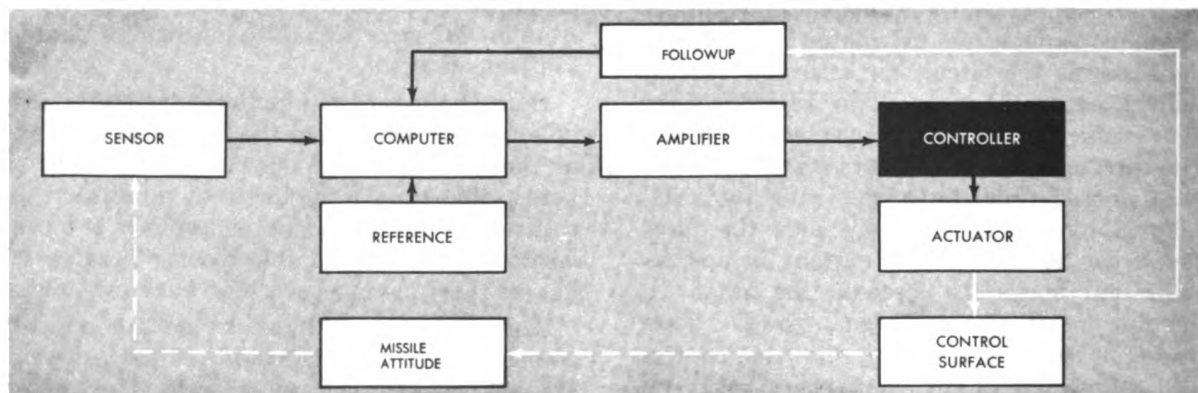 FOLLOWUP
SENSOR
COMPUTER
AMPLIFIER
CONTROLLER
REFERENCE
ACTUATOR
MISSILE
ATTITUDE
CONTROL
SURFACE